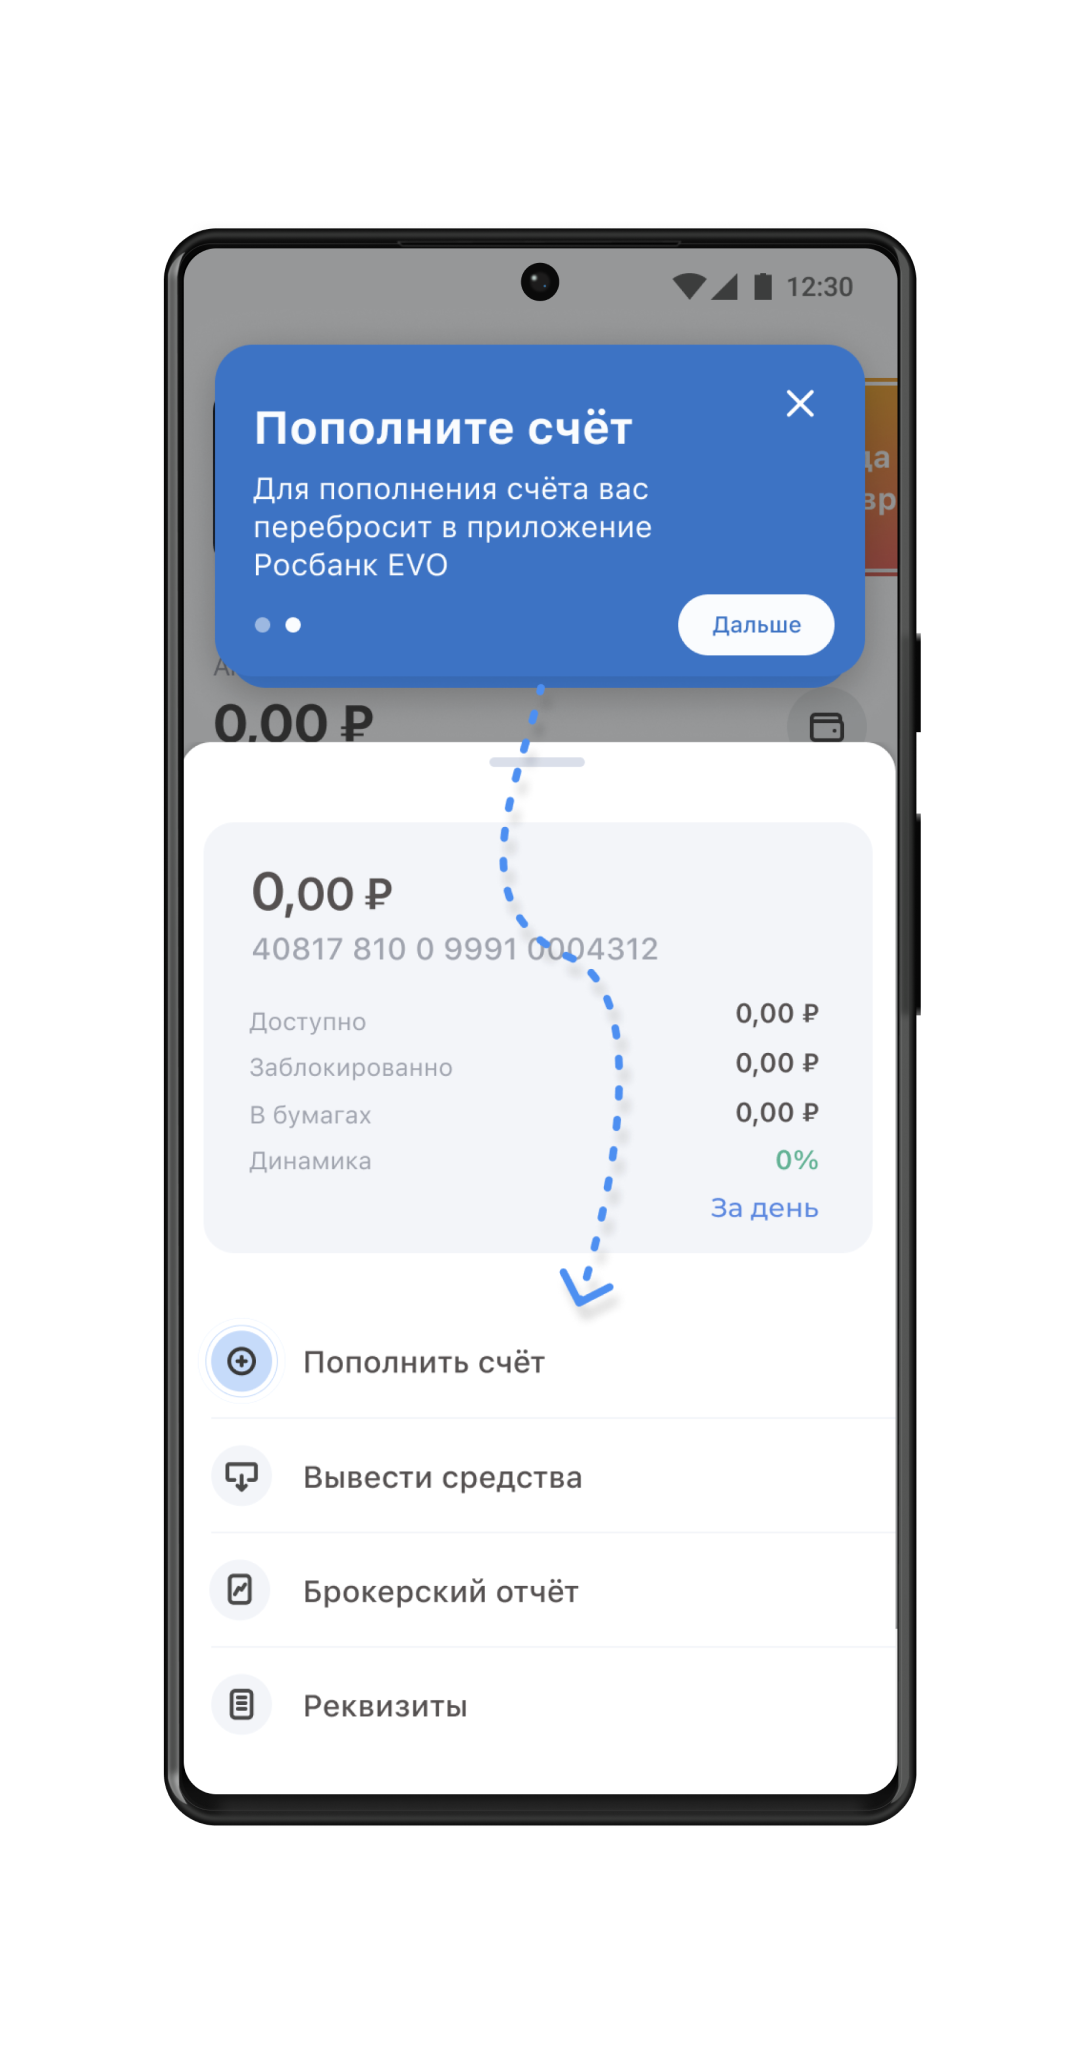 12:30
Пополните счёт
Для пополнения счёта вас
перебросит в приложение
Росбанк EVO
Дальше
0,00 ₽
0,00 ₽
40817 810 0 9991 0004312
Доступно 0,00 ₽
Заблокированно 0,00 ₽
В бумагах 0,00 ₽
Динамика 0%
За день
Пополнить счёт
Вывести средства
Брокерский отчёт
Реквизиты